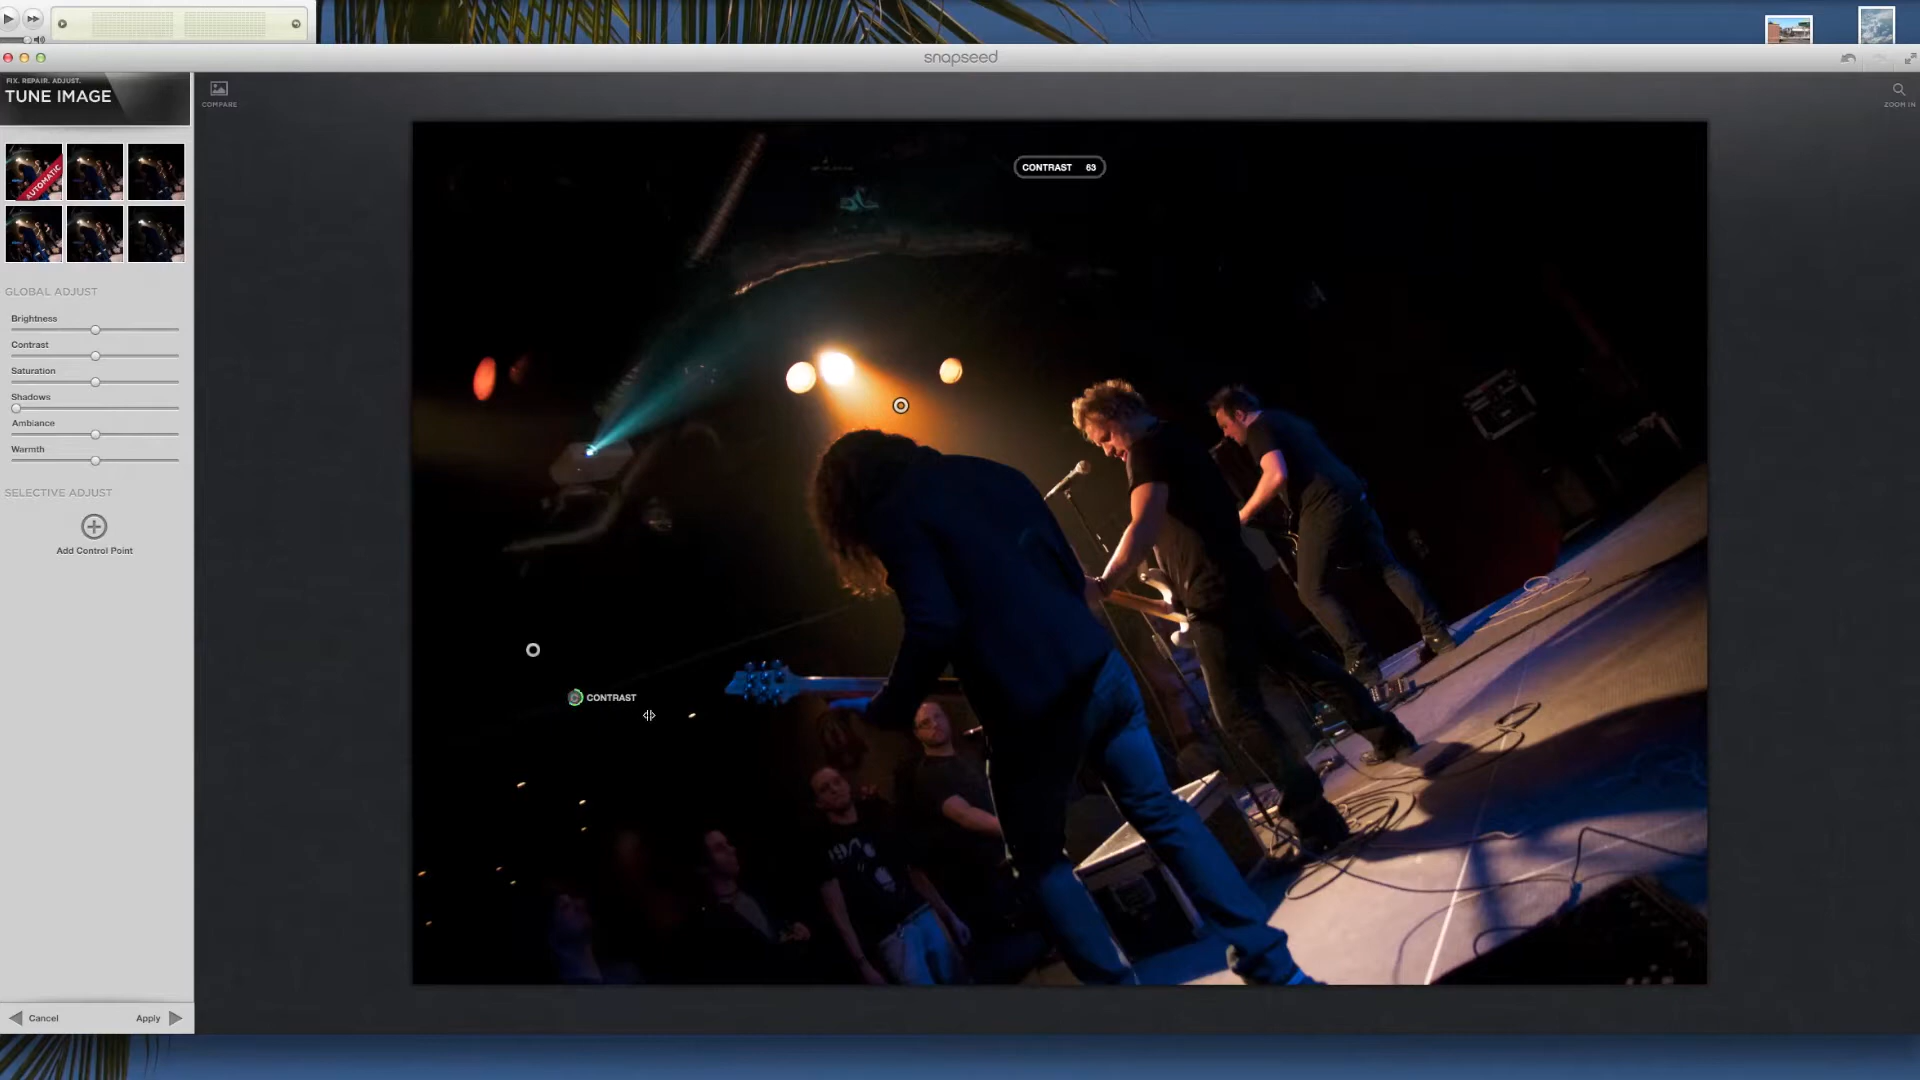 snapseed
FIX. REPAIR. ADJUST.
TUNE IMAGE
COMPARE
ZOOM IN
AUTOMATIC
CONTRAST 63
GLOBAL ADJUST
Brightness
Contrast
Saturation
Shadows
Ambiance
Warmth
SELECTIVE ADJUST
Add Control Point
C CONTRAST
Cancel
Apply